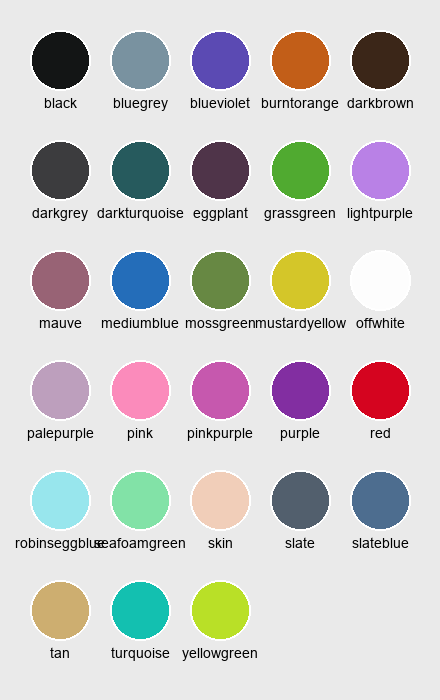 black bluegrey blueviolet burntorange darkbrown
darkgrey darkturquoise eggplant grassgreen lightpurple
mauve mediumblue mossgreen mustardyellow offwhite
palepurple pink pinkpurple purple red
robinseggblue seafoamgreen skin slate slateblue
tan turquoise yellowgreen